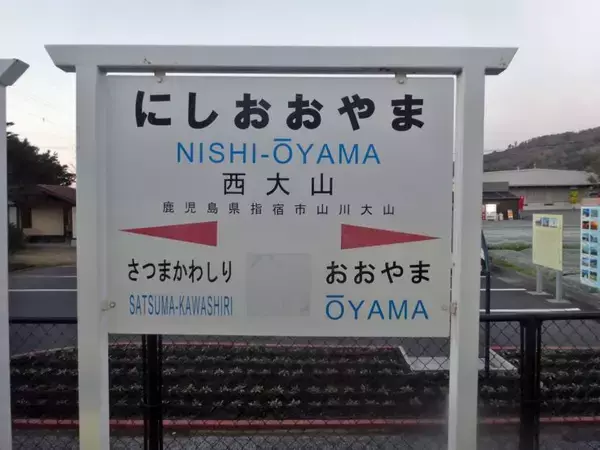 にしおおやま
NISHI-ŌYAMA
西大山
鹿児島県指宿市山川大山
さつまかわしり おおやま
SATSUMA-KAWASHIRI ŌYAMA